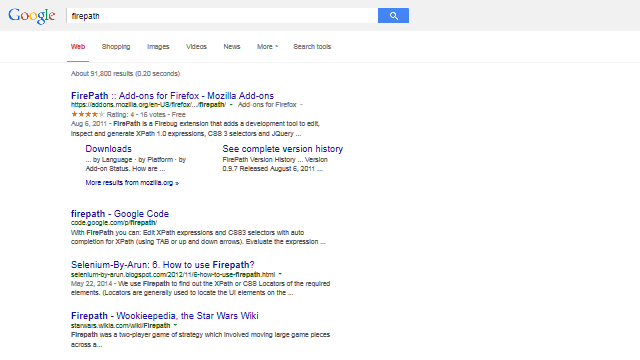 Google firepath
Web Shopping Images Videos News More Search tools
About 91,800 results (0.20 seconds)
FirePath :: Add-ons for Firefox - Mozilla Add-ons
https://addons.mozilla.org/en-US/firefox/.../firepath/ Add-ons for Firefox
Rating: 4 - 16 votes - Free
Aug 6, 2011 - FirePath is a Firebug extension that adds a development tool to edit,
inspect and generate XPath 1.0 expressions, CSS 3 selectors and JQuery ...
Downloads
... by Language · by Platform · by
Add-on Status. How are ...
See complete version history
FirePath Version History ... Version
0.9.7 Released August 6, 2011 ...
More results from mozilla.org »
firepath - Google Code
code.google.com/p/firepath/
With FirePath you can: Edit XPath expressions and CSS3 selectors with auto
completion for XPath (using TAB or up and down arrows). Evaluate the expression ...
Selenium-By-Arun: 6. How to use Firepath?
selenium-by-arun.blogspot.com/2012/11/6-how-to-use-firepath.html
May 22, 2014 - We use Firepath to find out the XPath or CSS Locators of the required
elements. (Locators are generally used to locate the UI elements on the ...
Firepath - Wookieepedia, the Star Wars Wiki
starwars.wikia.com/wiki/Firepath
Firepath was a two-player game of strategy which involved moving large game pieces
across a...